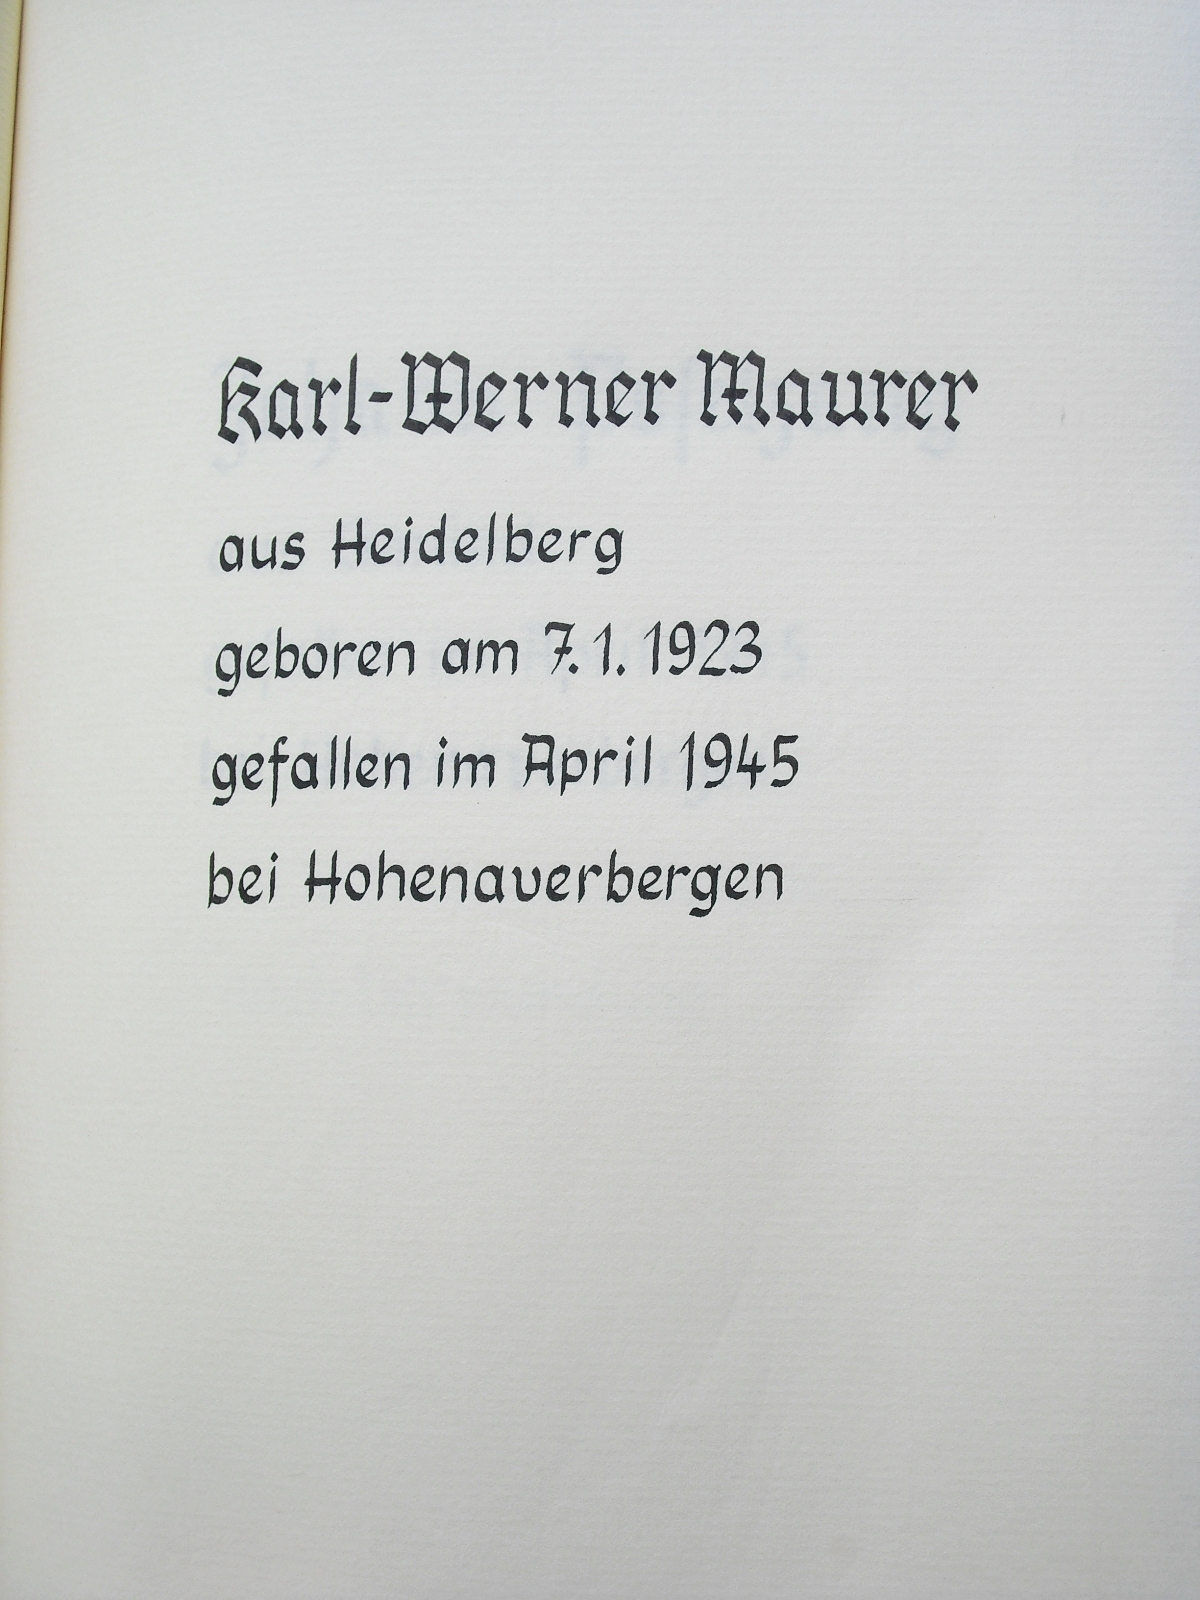 Karl-Werner Maurer
aus Heidelberg
geboren am 7.1.1923
gefallen im April 1945
bei Hohenaverbergen